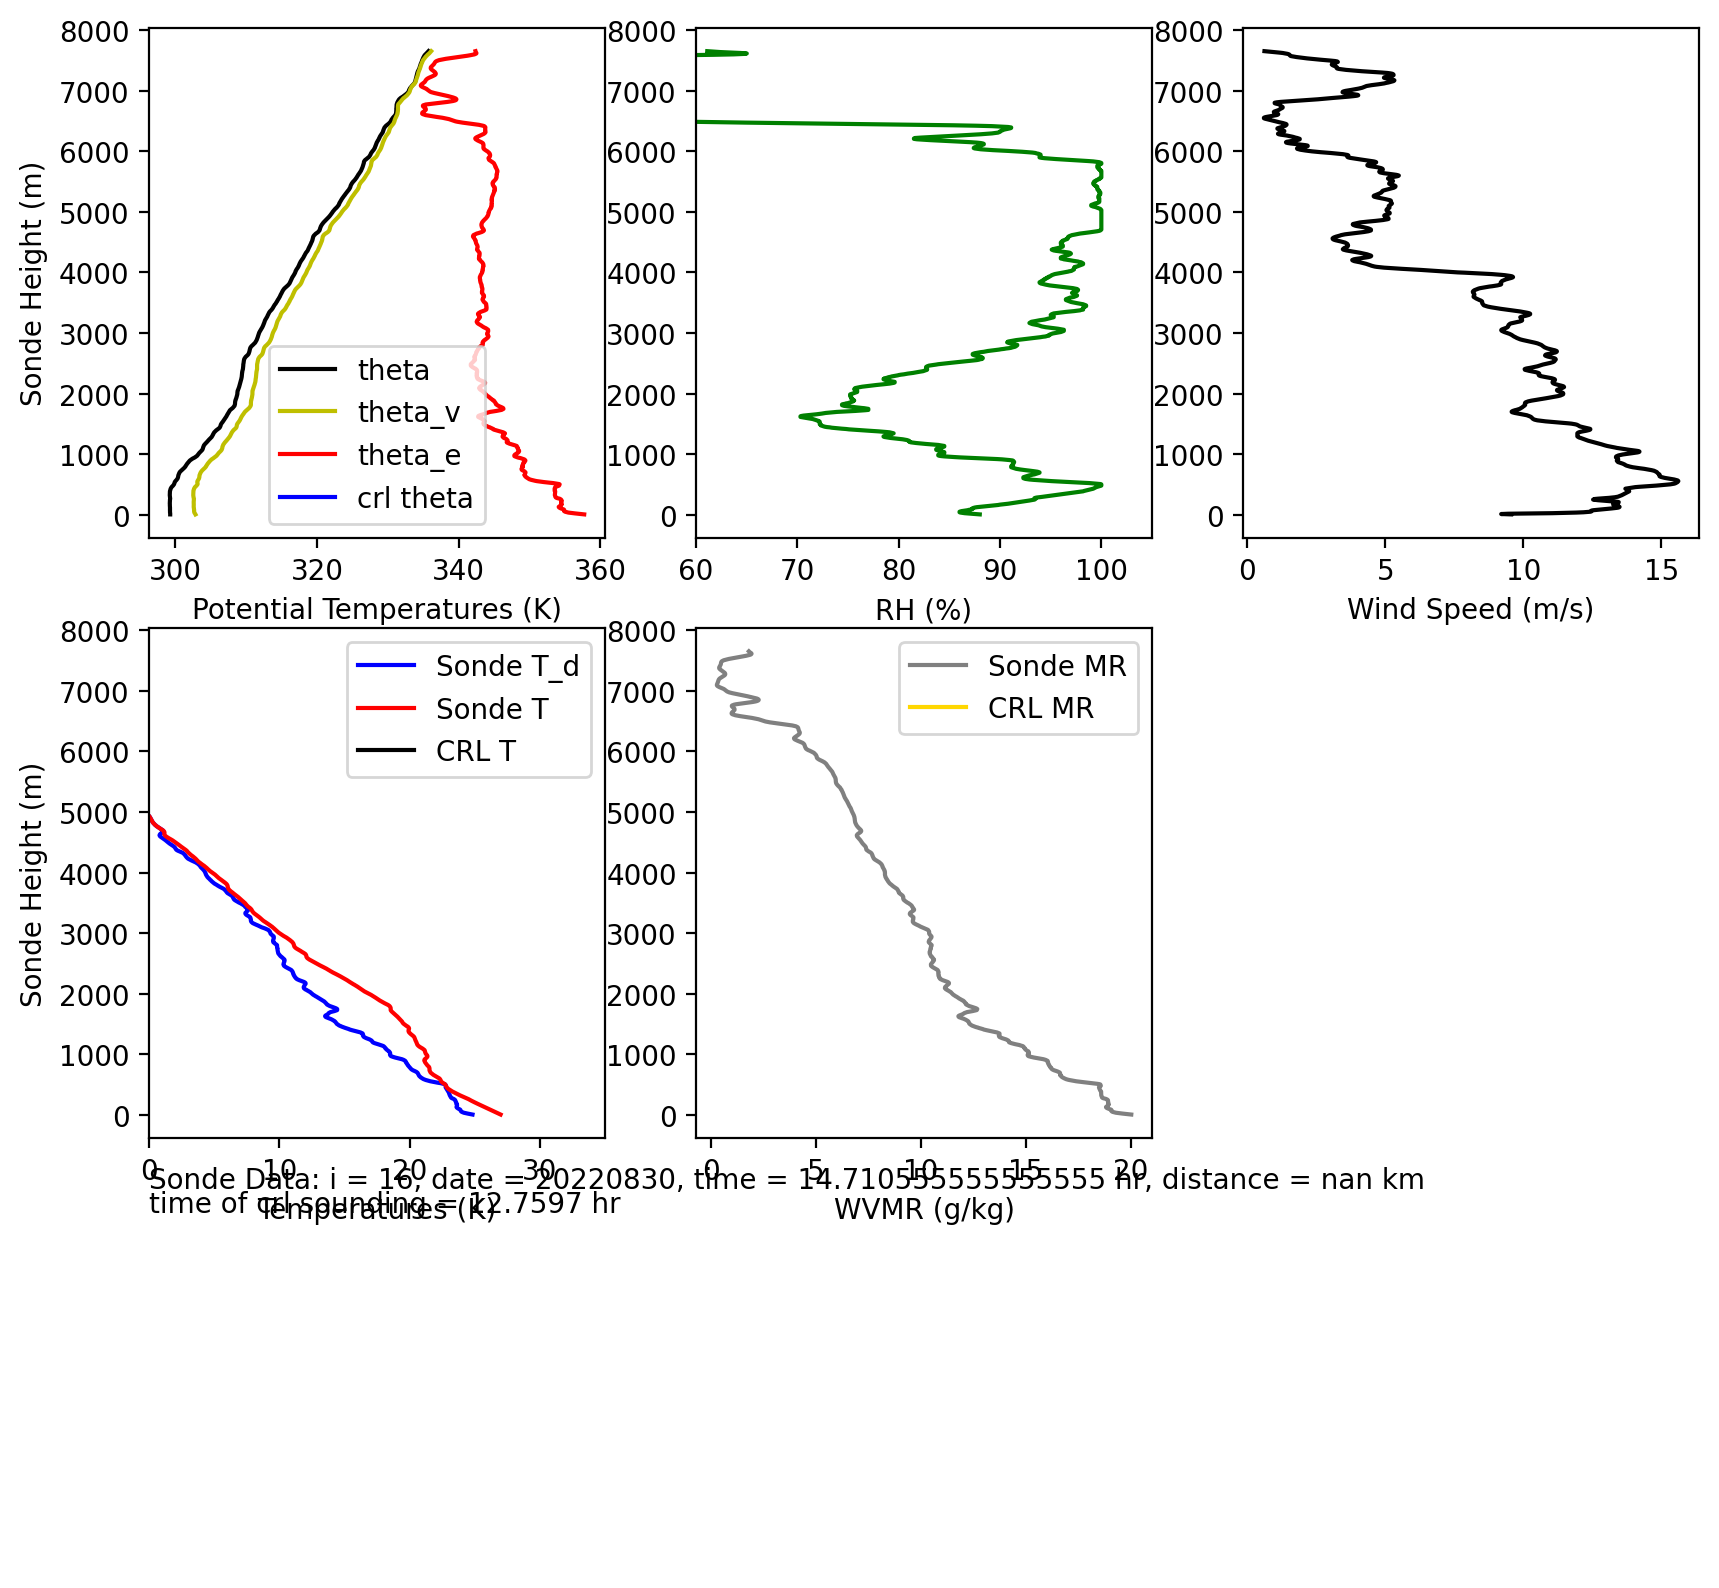 8000
7000
6000
5000
4000
3000
2000
1000
0
Sonde Height (m)
300 320 340 360
Potential Temperatures (K)
theta
theta_v
theta_e
crl theta
8000
7000
6000
5000
4000
3000
2000
1000
0
60 70 80 90 100
RH (%)
8000
7000
6000
5000
4000
3000
2000
1000
0
0 5 10 15
Wind Speed (m/s)
8000
7000
6000
5000
4000
3000
2000
1000
0
Sonde Height (m)
Sonde T_d
Sonde T
CRL T
0 10 20 30
Temperatures (K)
8000
7000
6000
5000
4000
3000
2000
1000
0
Sonde MR
CRL MR
0 5 10 15 20
WVMR (g/kg)
Sonde Data: i = 16, date = 20220830, time = 14.710555555555555 hr, distance = nan km
time of crl sounding = 12.7597 hr